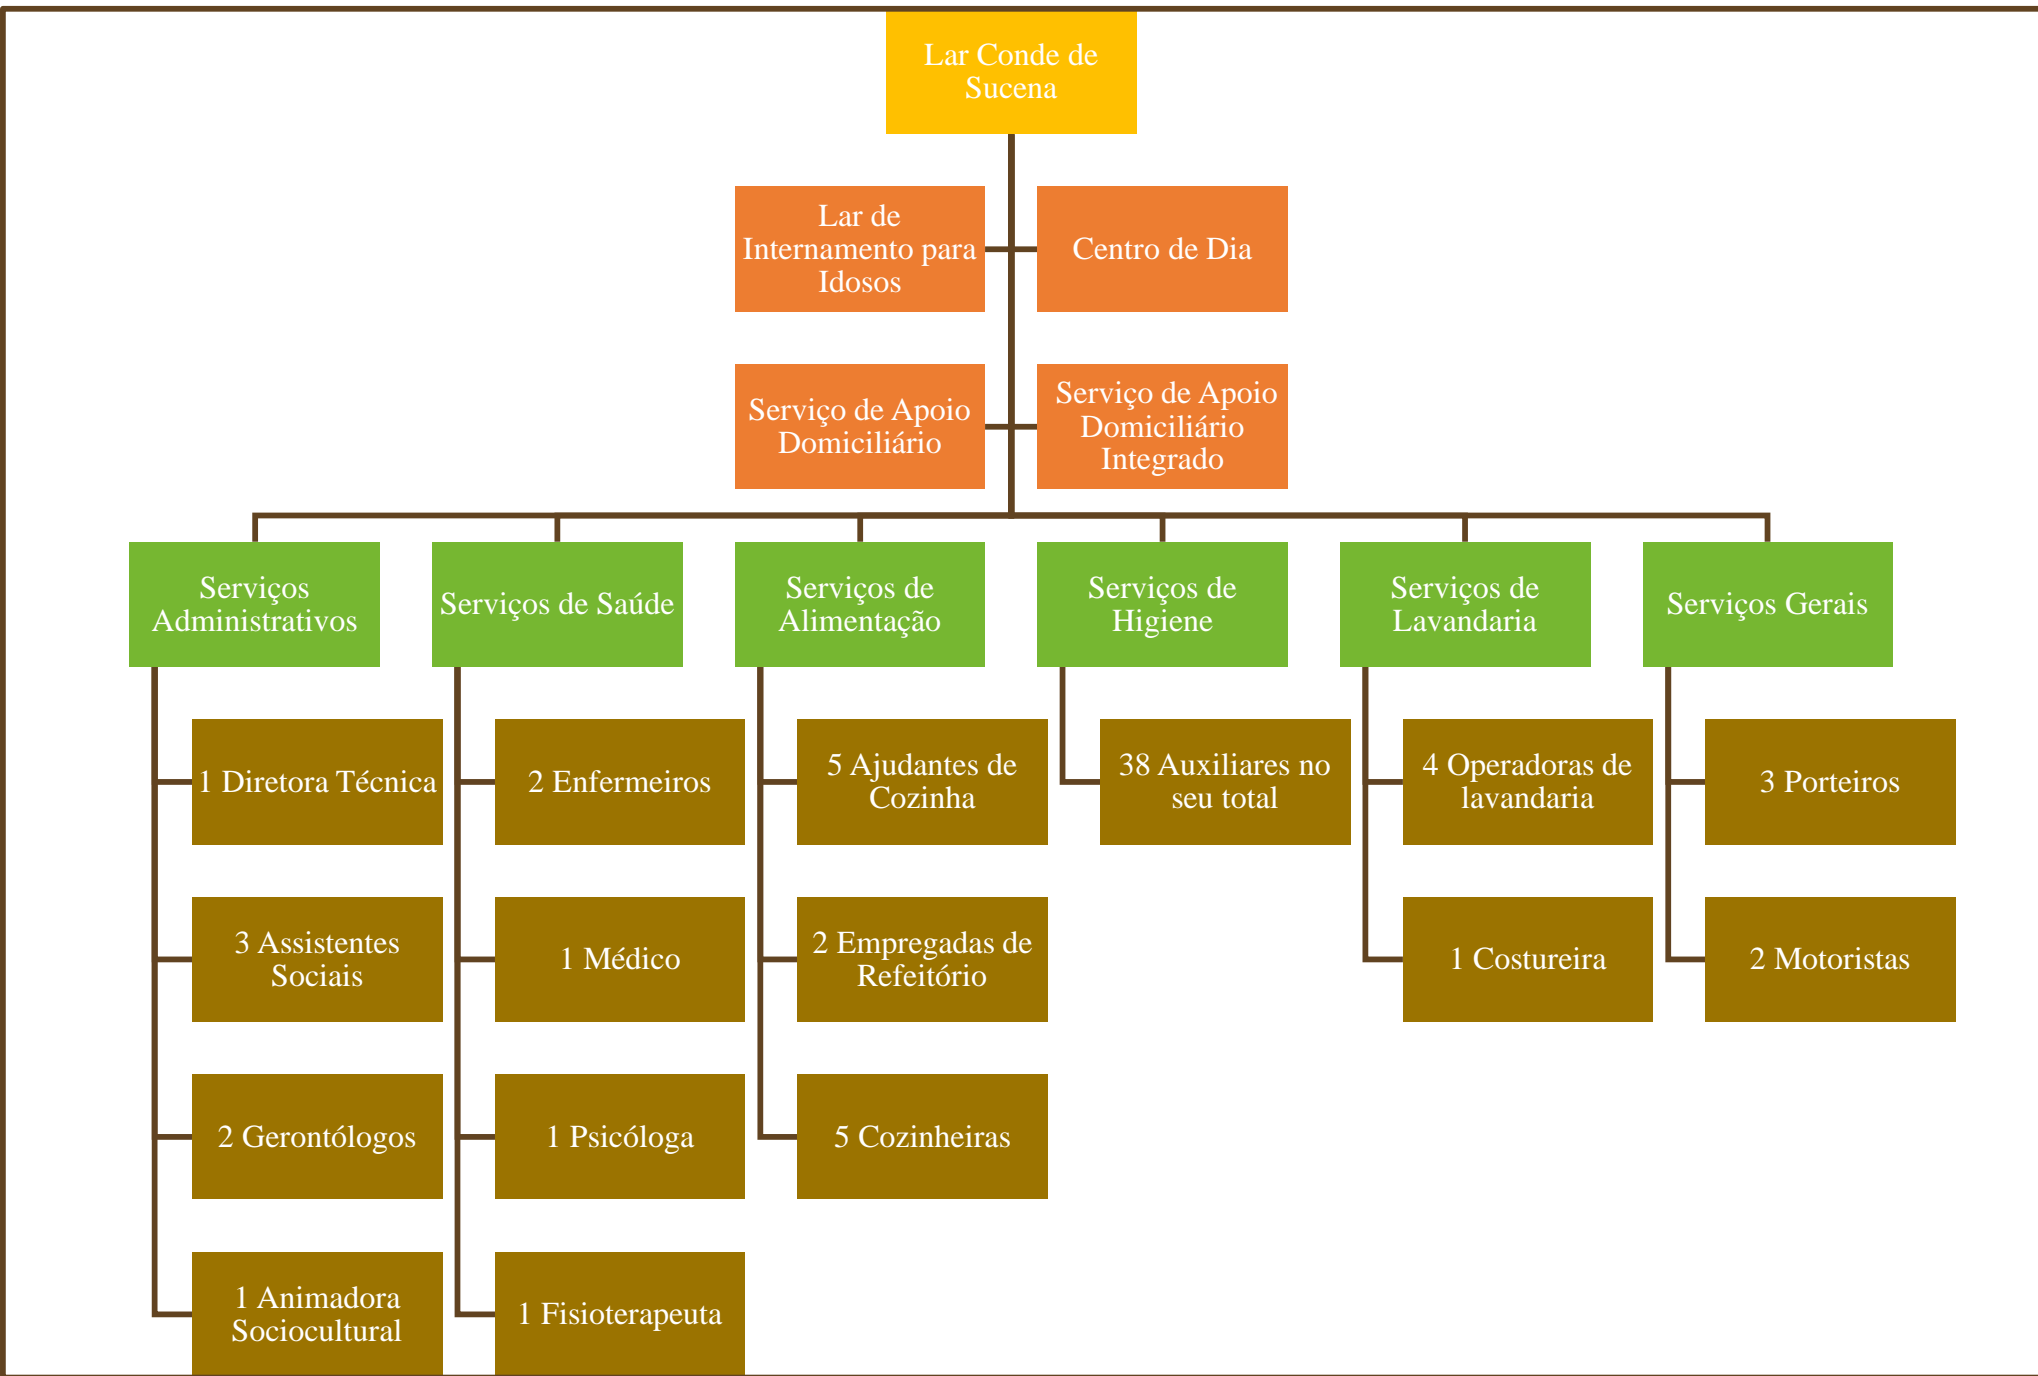 Lar Conde de
Sucena
Lar de
Internamento para
Idosos
Centro de Dia
Serviço de Apoio
Domiciliário
Serviço de Apoio
Domiciliário
Integrado
Serviços
Administrativos
Serviços de Saúde
Serviços de
Alimentação
Serviços de
Higiene
Serviços de
Lavandaria
Serviços Gerais
1 Diretora Técnica
3 Assistentes
Sociais
2 Gerontólogos
1 Animadora
Sociocultural
2 Enfermeiros
1 Médico
1 Psicóloga
1 Fisioterapeuta
5 Ajudantes de
Cozinha
2 Empregadas de
Refeitório
5 Cozinheiras
38 Auxiliares no
seu total
4 Operadoras de
lavandaria
1 Costureira
3 Porteiros
2 Motoristas